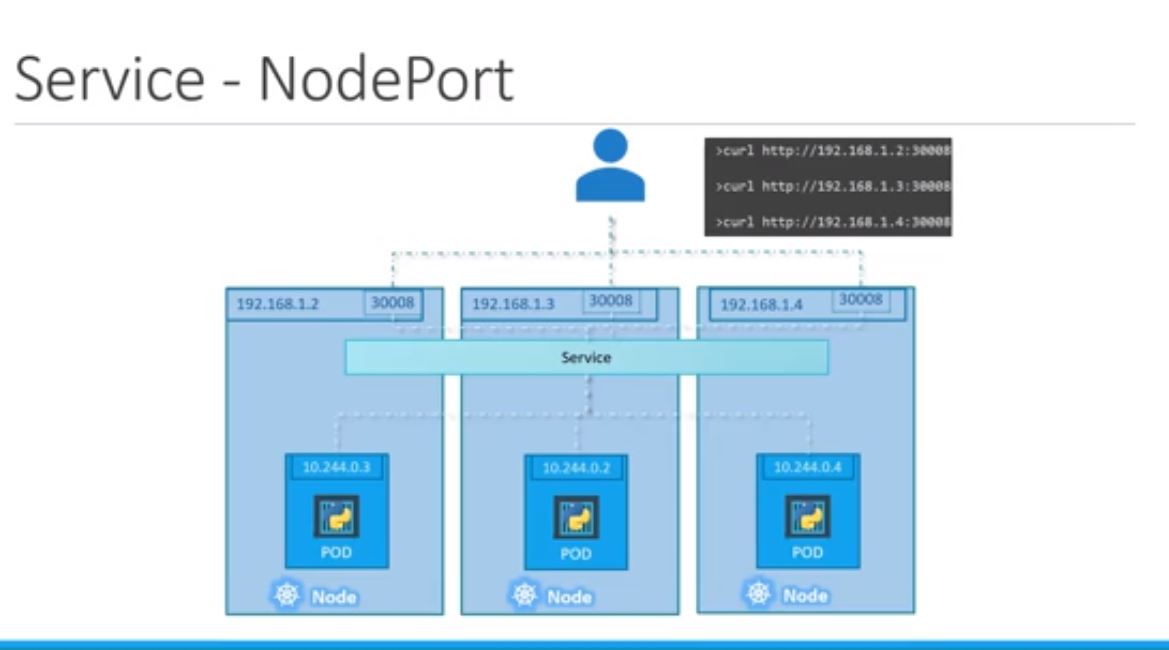 Service - NodePort
>curl http://192.168.1.2:30008
>curl http://192.168.1.3:30008
>curl http://192.168.1.4:30008
192.168.1.2 30008
192.168.1.3 30008
192.168.1.4 30008
Service
10.244.0.3
10.244.0.2
10.244.0.4
POD
POD
POD
Node
Node
Node